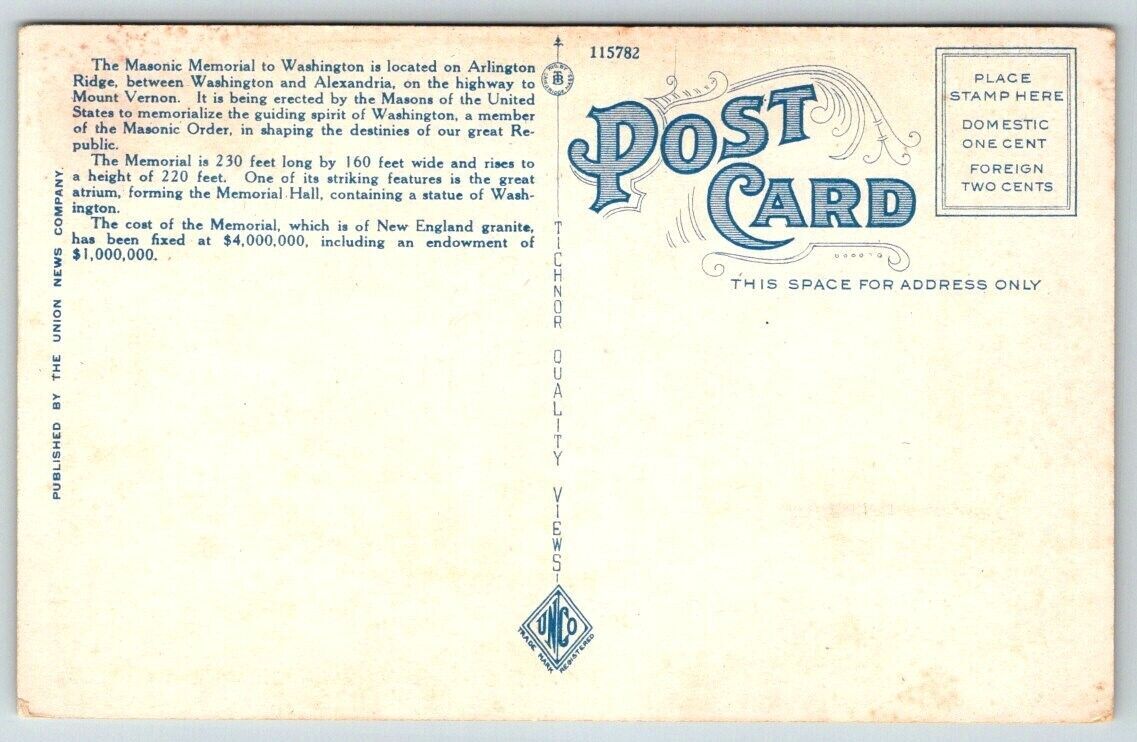 The Masonic Memorial to Washington is located on Arlington
Ridge, between Washington and Alexandria, on the highway to
Mount Vernon. It is being erected by the Masons of the United
States to memorialize the guiding spirit of Washington, a member
of the Masonic Order, in shaping the destinies of our great Re-
public.
The Memorial is 230 feet long by 160 feet wide and rises to
a height of 220 feet. One of its striking features is the great
atrium, forming the Memorial Hall, containing a statue of Wash-
ington.
The cost of the Memorial, which is of New England granite,
has been fixed at $4,000,000, including an endowment of
$1,000,000.
PUBLISHED BY THE UNION NEWS COMPANY.
TICHNOR QUALITY VIEWS
UNCO
TRADE MARK REGISTERED
115782
POST
CARD
THIS SPACE FOR ADDRESS ONLY
PLACE
STAMP HERE
DOMESTIC
ONE CENT
FOREIGN
TWO CENTS